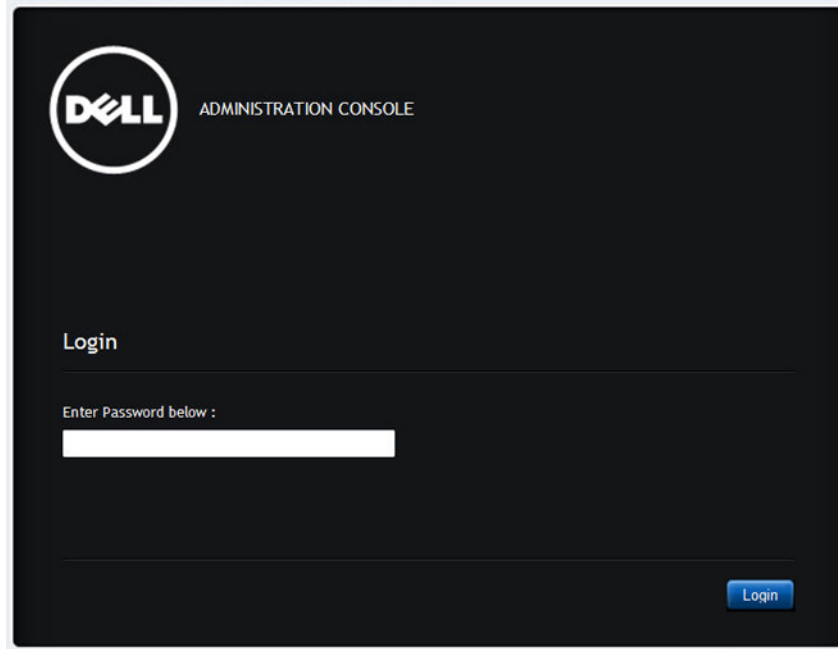 DELL
ADMINISTRATION CONSOLE
Login
Enter Password below :
Login